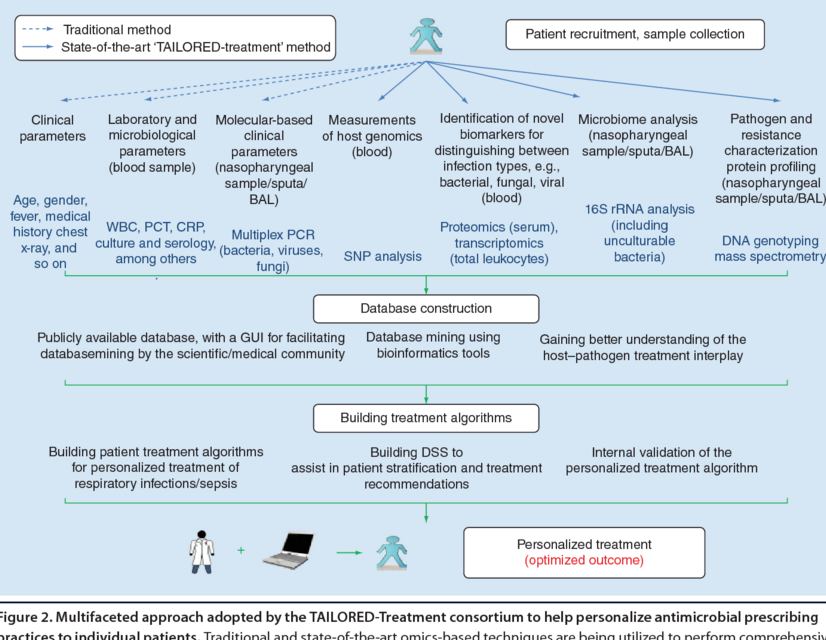 Traditional method
State-of-the-art ‘TAILORED-treatment’ method
Patient recruitment, sample collection
Clinical
parameters
Age, gender,
fever, medical
history chest
x-ray, and
so on
Laboratory and
microbiological
parameters
(blood sample)
WBC, PCT, CRP,
culture and serology,
among others
Molecular-based
clinical
parameters
(nasopharyngeal
sample/sputa/
BAL)
Multiplex PCR
(bacteria, viruses,
fungi)
Measurements
of host genomics
(blood)
SNP analysis
Identification of novel
biomarkers for
distinguishing between
infection types, e.g.,
bacterial, fungal, viral
(blood)
Proteomics (serum),
transcriptomics
(total leukocytes)
Microbiome analysis
(nasopharyngeal
sample/sputa/BAL)
16S rRNA analysis
(including
unculturable
bacteria)
Pathogen and
resistance
characterization
protein profiling
(nasopharyngeal
sample/sputa/BAL)
DNA genotyping
mass spectrometry
Database construction
Publicly available database, with a GUI for facilitating
databasemining by the scientific/medical community
Database mining using
bioinformatics tools
Gaining better understanding of the
host–pathogen treatment interplay
Building treatment algorithms
Building patient treatment algorithms
for personalized treatment of
respiratory infections/sepsis
Building DSS to
assist in patient stratification and treatment
recommendations
Internal validation of the
personalized treatment algorithm
+
Personalized treatment
(optimized outcome)
Figure 2. Multifaceted approach adopted by the TAILORED-Treatment consortium to help personalize antimicrobial prescribing
practices to individual patients. Traditional and state-of-the-art omics-based techniques are being utilized to perform